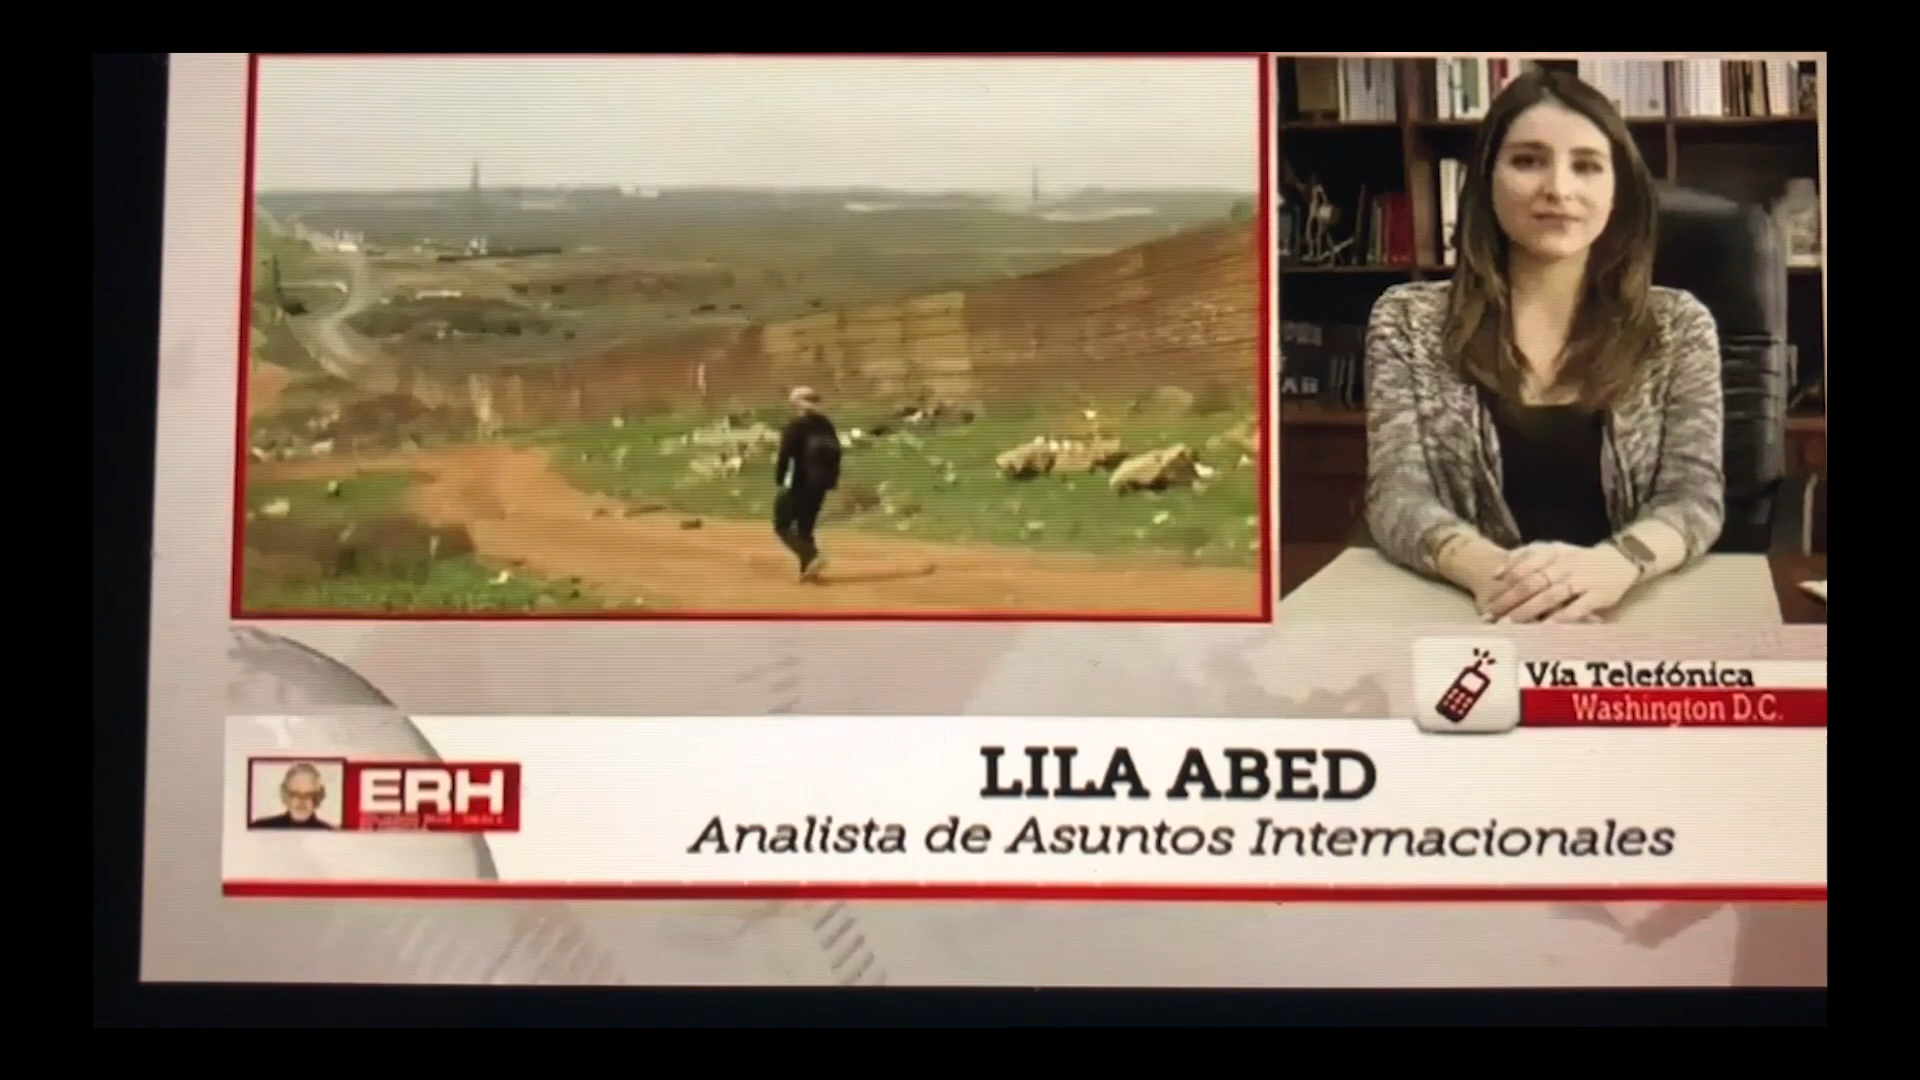 Vía Telefónica
Washington D.C.
LILA ABED
ERH
Analista de Asuntos Internacionales